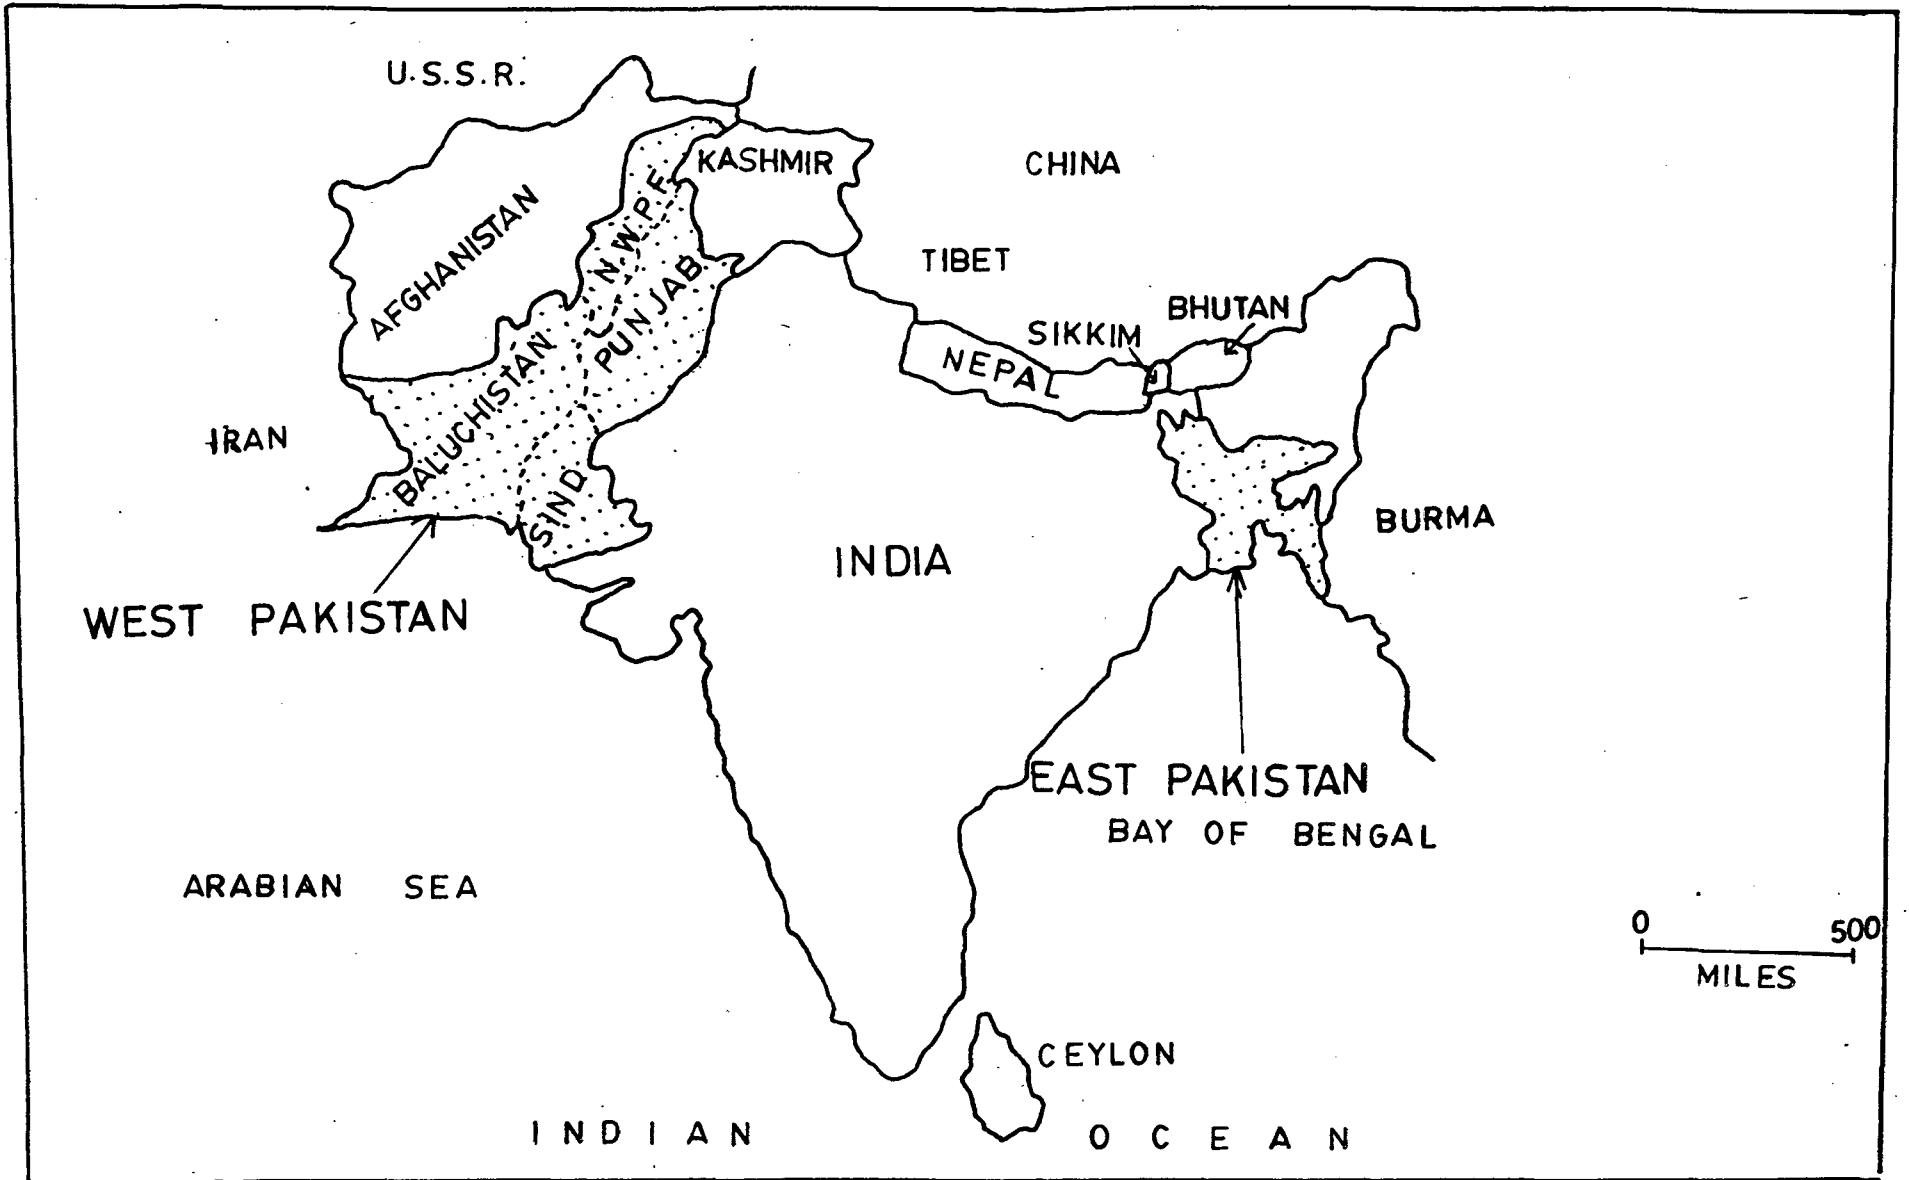 U.S.S.R.
KASHMIR
CHINA
AFGHANISTAN
N.W.P.F.
TIBET
PUNJAB
BHUTAN
SIKKIM
NEPAL
BALUCHISTAN
IRAN
SIND
BURMA
INDIA
WEST PAKISTAN
EAST PAKISTAN
BAY OF BENGAL
ARABIAN SEA
0 500
MILES
CEYLON
INDIAN OCEAN